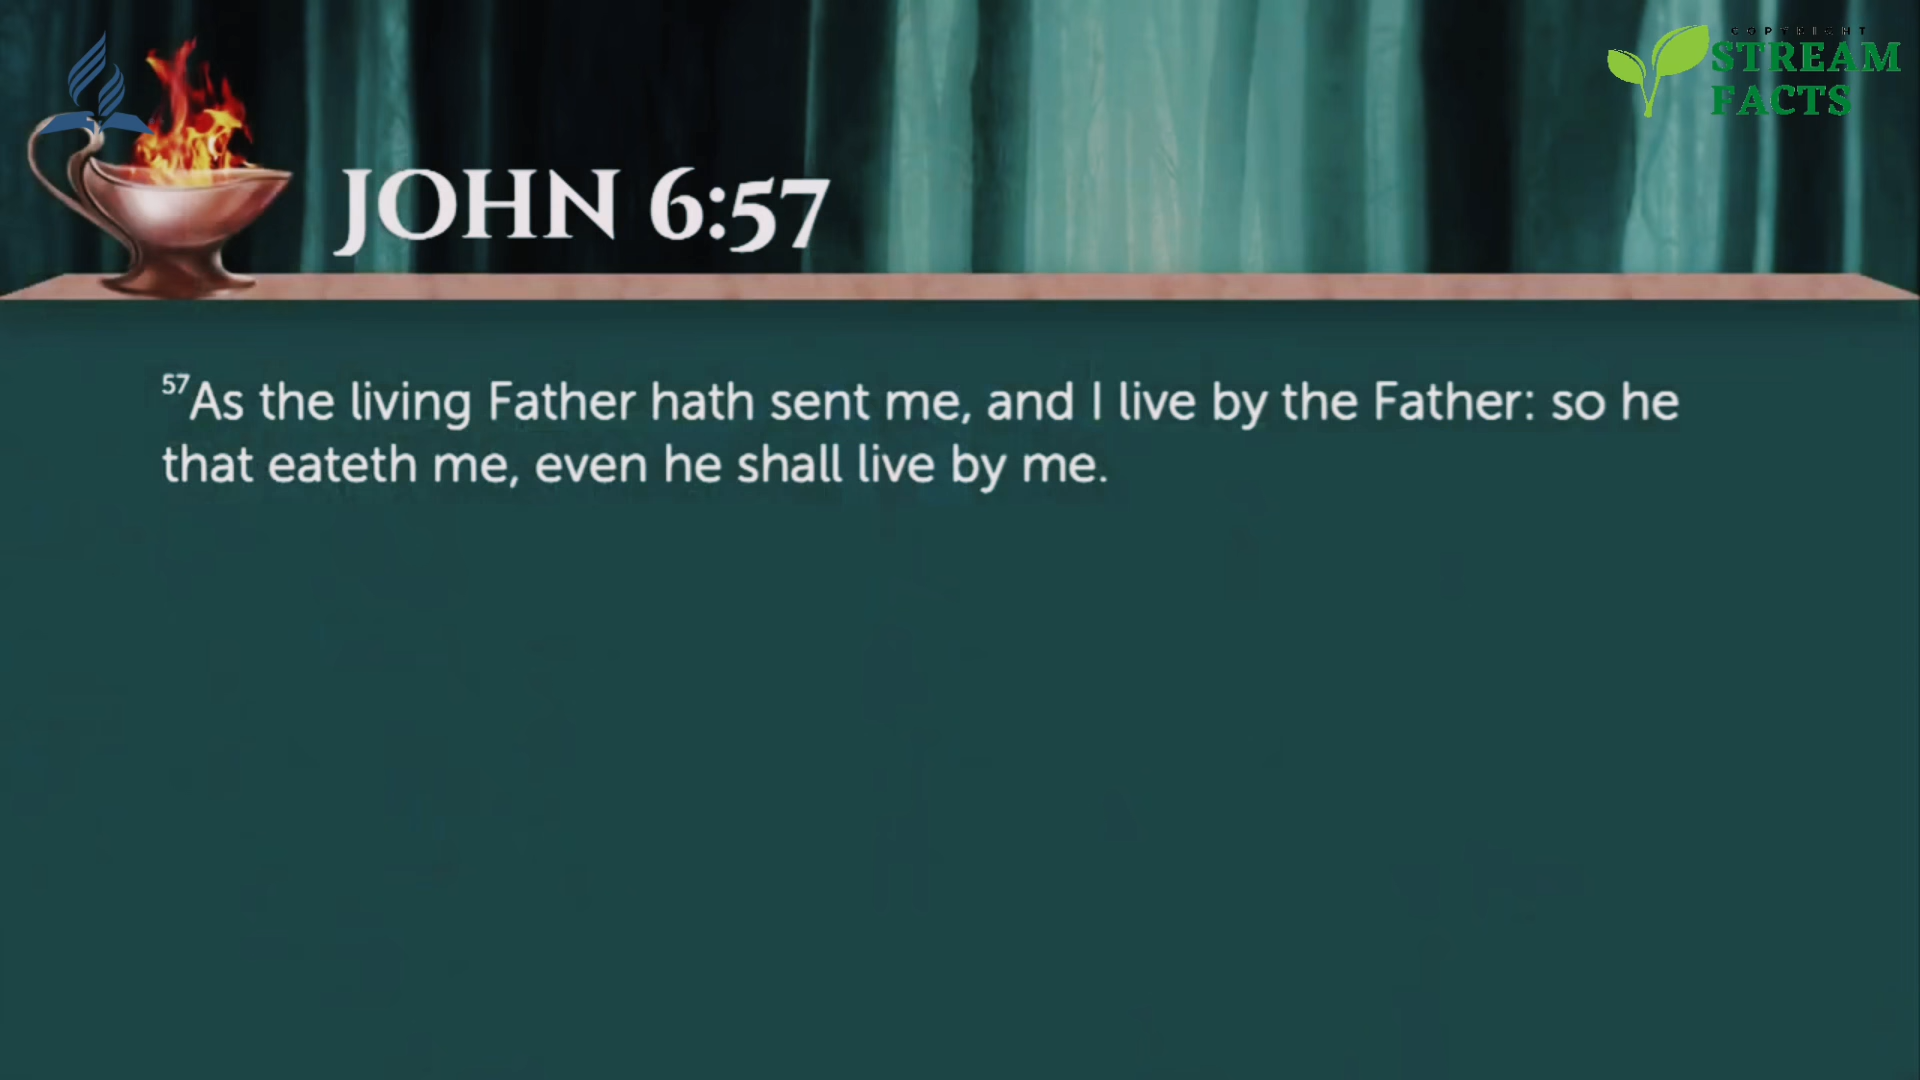 COPYRIGHT
STREAM
FACTS
JOHN 6:57
57As the living Father hath sent me, and I live by the Father: so he
that eateth me, even he shall live by me.